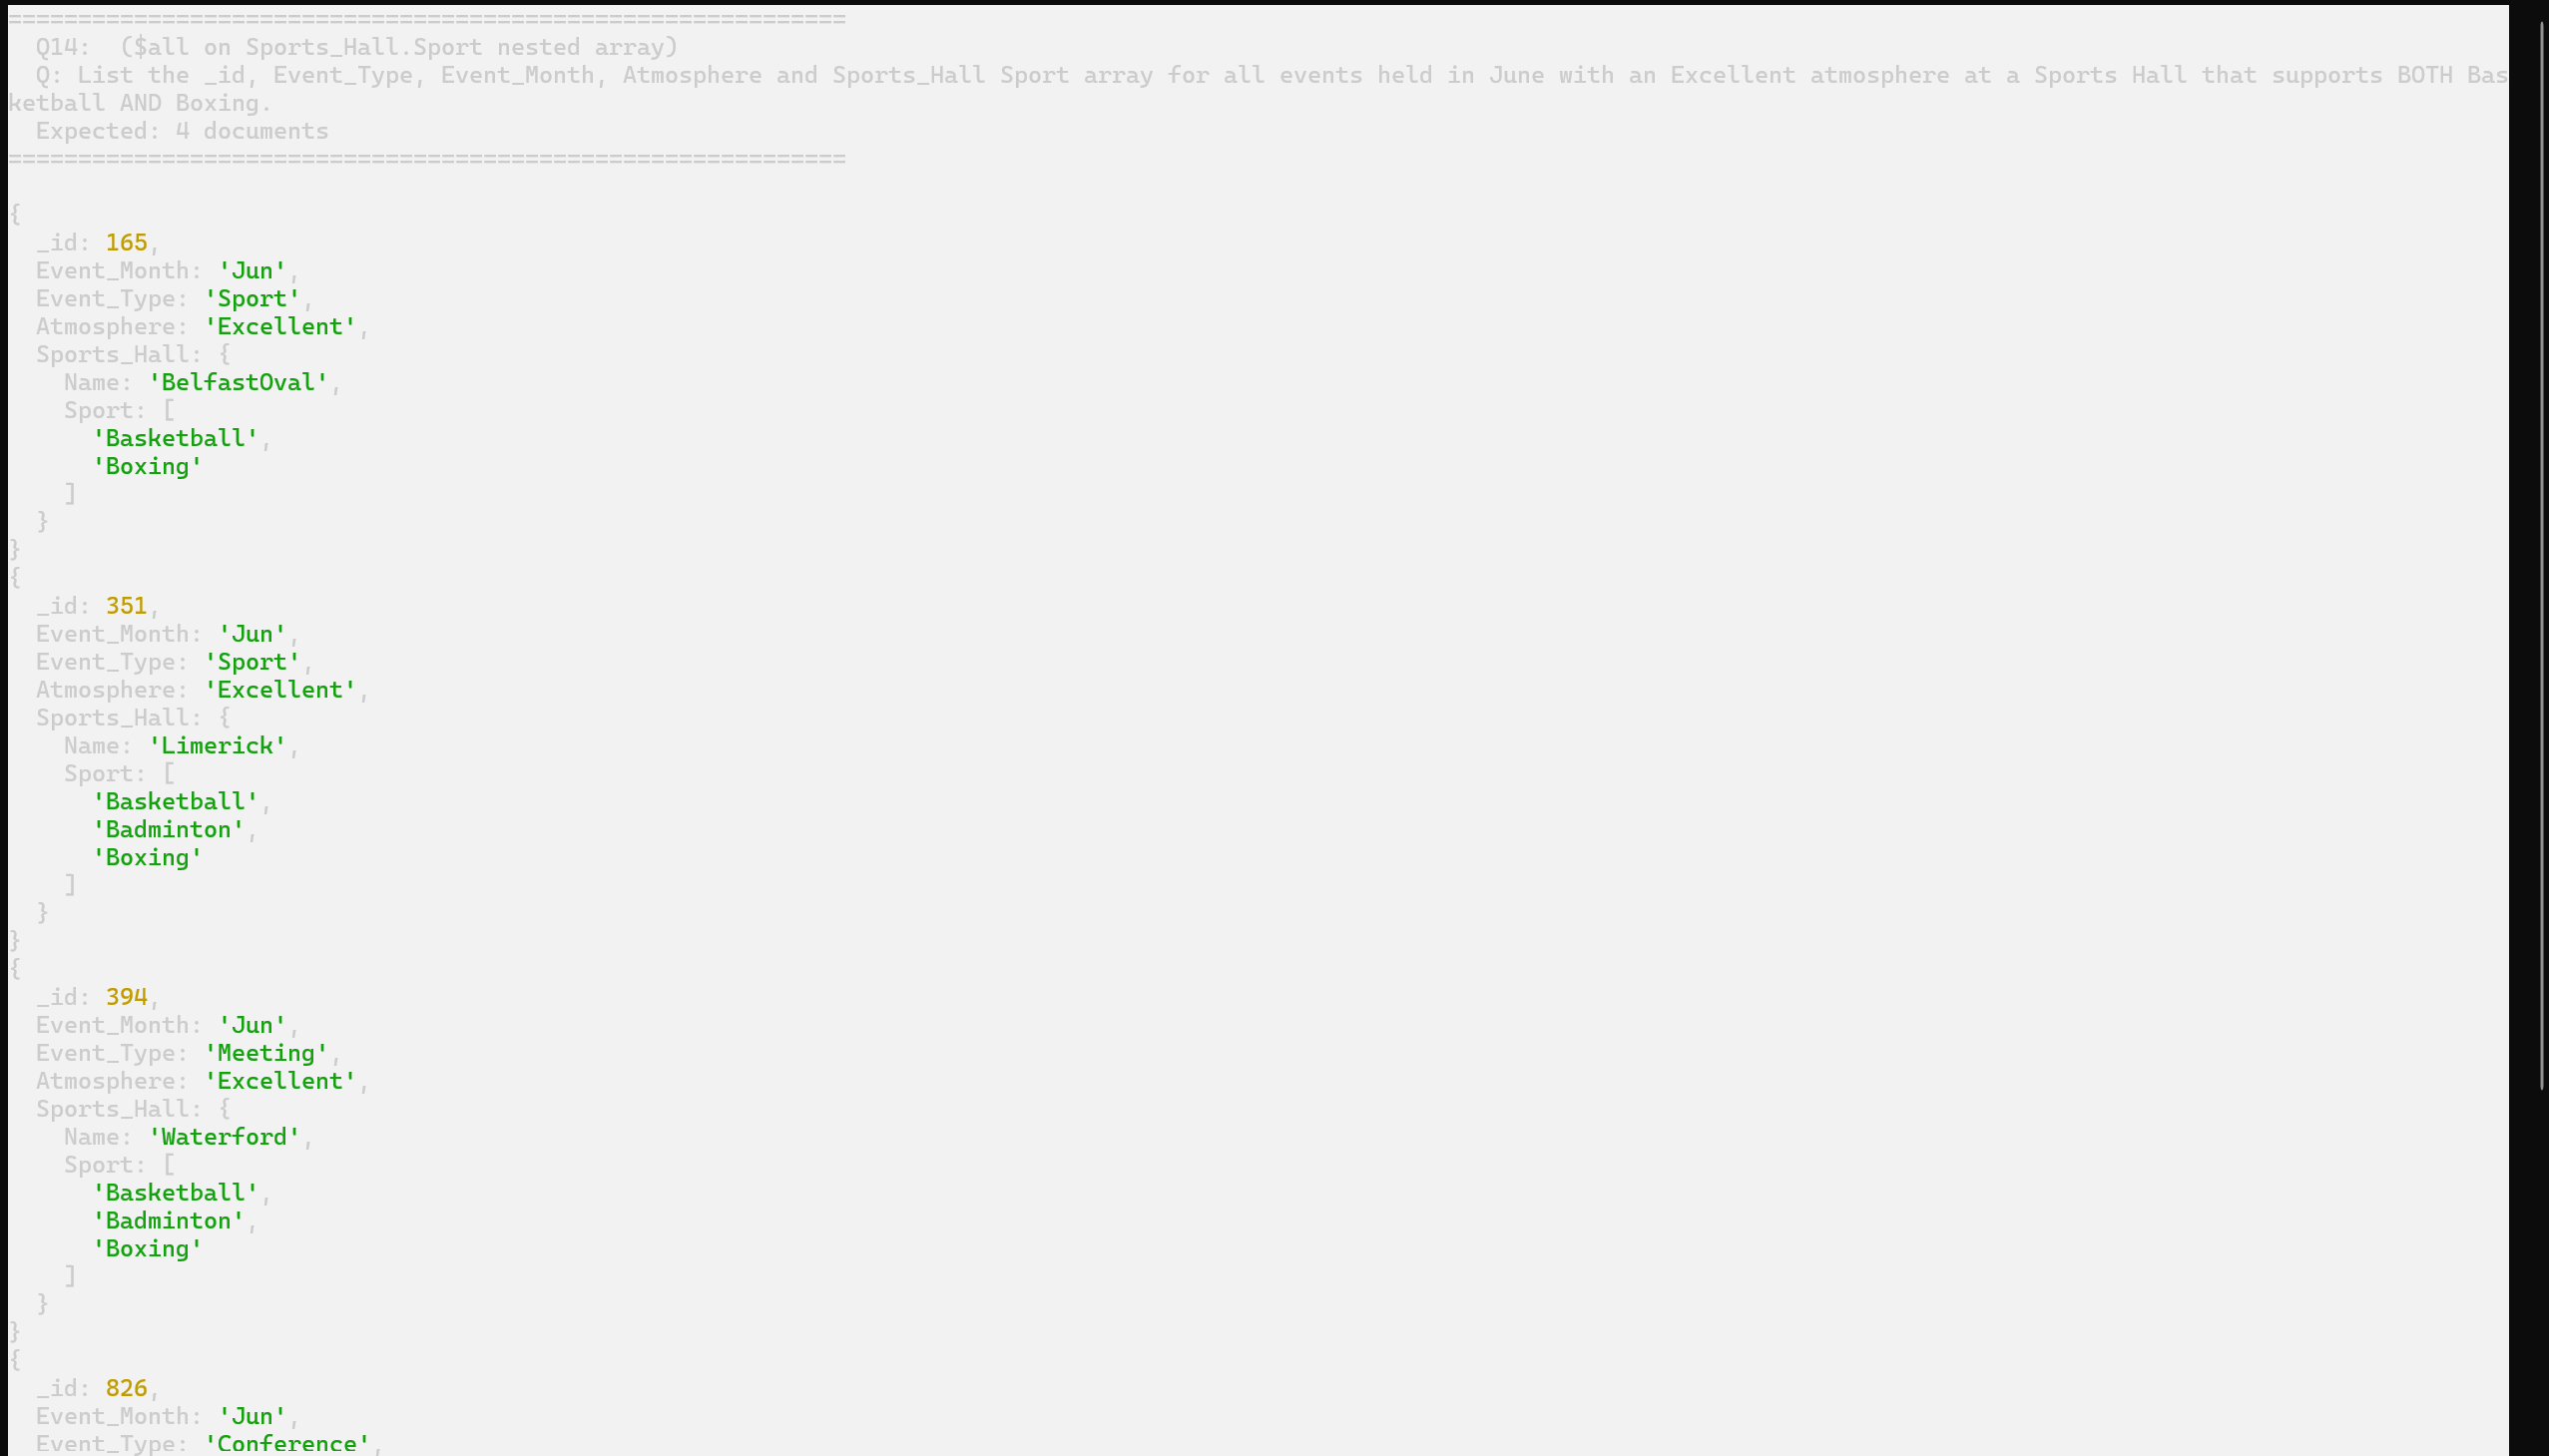 ============================================================
  Q14:  ($all on Sports_Hall.Sport nested array)
  Q: List the _id, Event_Type, Event_Month, Atmosphere and Sports_Hall Sport array for all events held in June with an Excellent atmosphere at a Sports Hall that supports BOTH Bas
ketball AND Boxing.
  Expected: 4 documents
============================================================
{
  _id: 165,
  Event_Month: 'Jun',
  Event_Type: 'Sport',
  Atmosphere: 'Excellent',
  Sports_Hall: {
    Name: 'BelfastOval',
    Sport: [
      'Basketball',
      'Boxing'
    ]
  }
}
{
  _id: 351,
  Event_Month: 'Jun',
  Event_Type: 'Sport',
  Atmosphere: 'Excellent',
  Sports_Hall: {
    Name: 'Limerick',
    Sport: [
      'Basketball',
      'Badminton',
      'Boxing'
    ]
  }
}
{
  _id: 394,
  Event_Month: 'Jun',
  Event_Type: 'Meeting',
  Atmosphere: 'Excellent',
  Sports_Hall: {
    Name: 'Waterford',
    Sport: [
      'Basketball',
      'Badminton',
      'Boxing'
    ]
  }
}
{
  _id: 826,
  Event_Month: 'Jun',
  Event_Type: 'Conference',